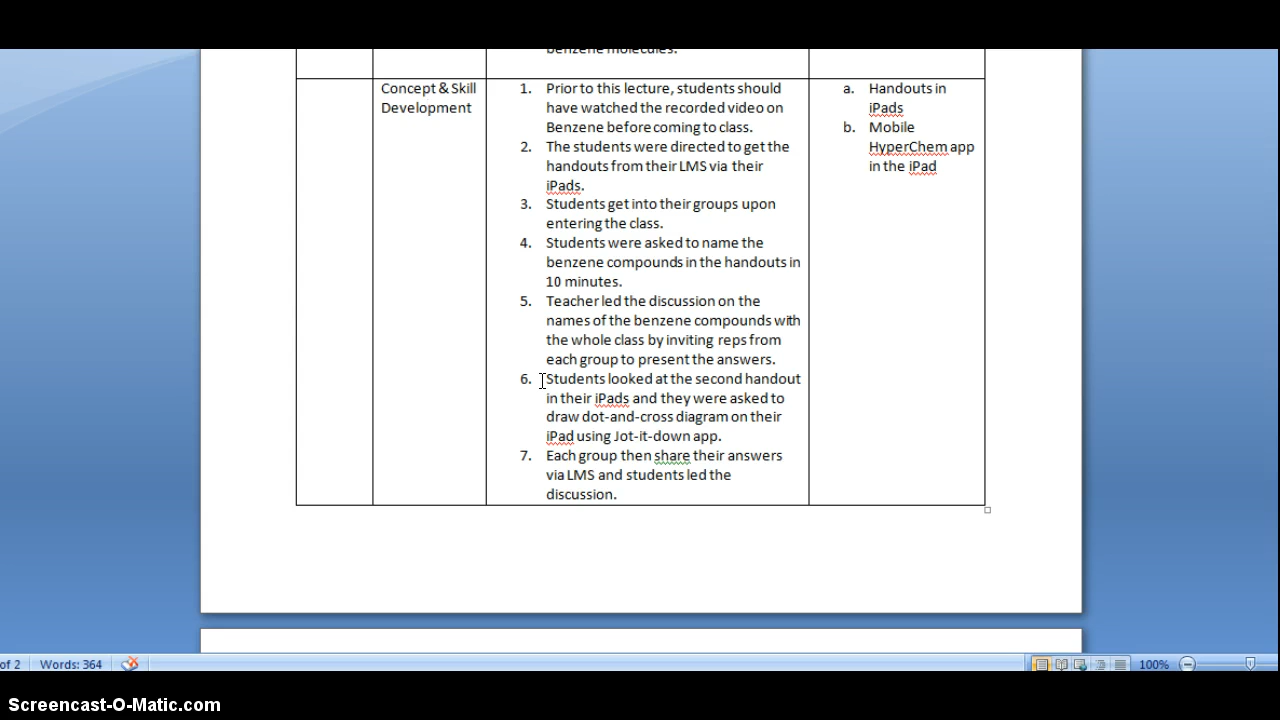 benzene molecules.
Concept & Skill
Development
1. Prior to this lecture, students should
have watched the recorded video on
Benzene before coming to class.
2. The students were directed to get the
handouts from their LMS via their
iPads.
3. Students get into their groups upon
entering the class.
4. Students were asked to name the
benzene compounds in the handouts in
10 minutes.
5. Teacher led the discussion on the
names of the benzene compounds with
the whole class by inviting reps from
each group to present the answers.
6. Students looked at the second handout
in their iPads and they were asked to
draw dot-and-cross diagram on their
iPad using Jot-it-down app.
7. Each group then share their answers
via LMS and students led the
discussion.
a. Handouts in
iPads
b. Mobile
HyperChem app
in the iPad
of 2 Words: 364
100%
Screencast-O-Matic.com